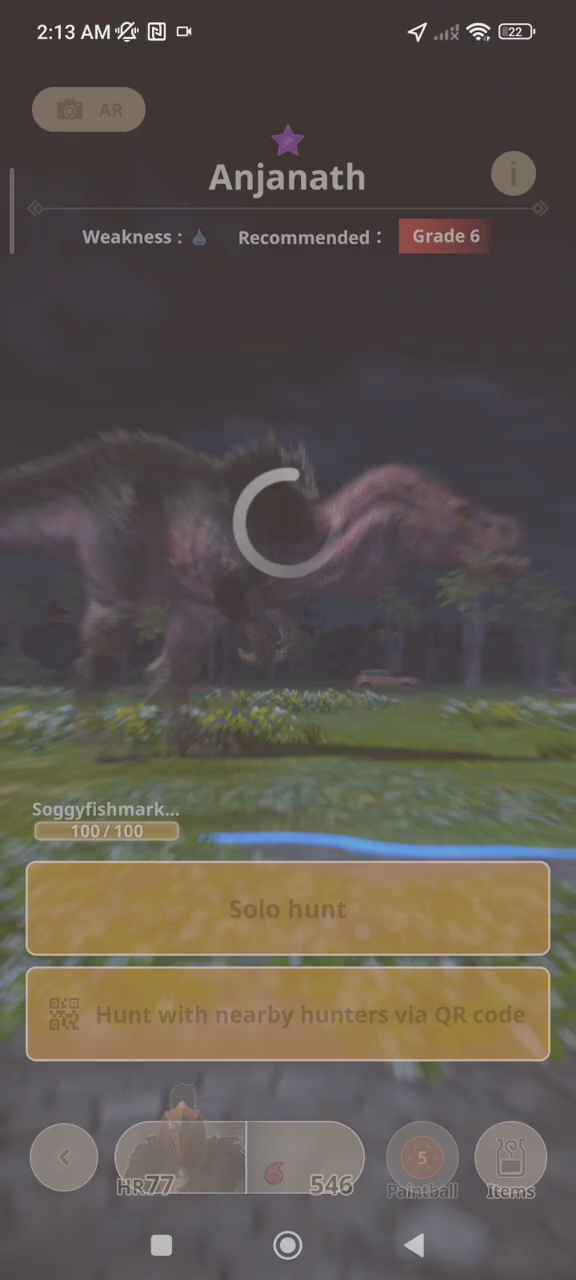 2:13 AM
22
AR
Anjanath
i
Weakness : Recommended : Grade 6
Soggyfishmark...
100 / 100
Solo hunt
Hunt with nearby hunters via QR code
HR77
546
5
Paintball
Items